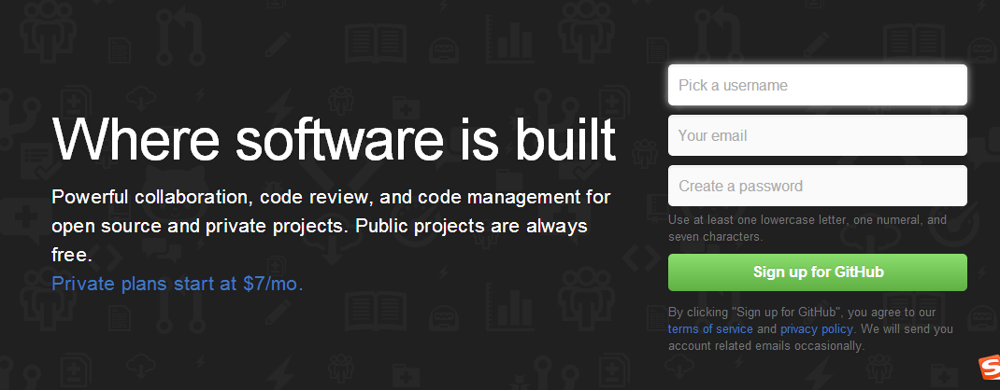 Where software is built
Powerful collaboration, code review, and code management for
open source and private projects. Public projects are always
free.
Private plans start at $7/mo.
Pick a username
Your email
Create a password
Use at least one lowercase letter, one numeral, and
seven characters.
Sign up for GitHub
By clicking "Sign up for GitHub", you agree to our
terms of service and privacy policy. We will send you
account related emails occasionally.